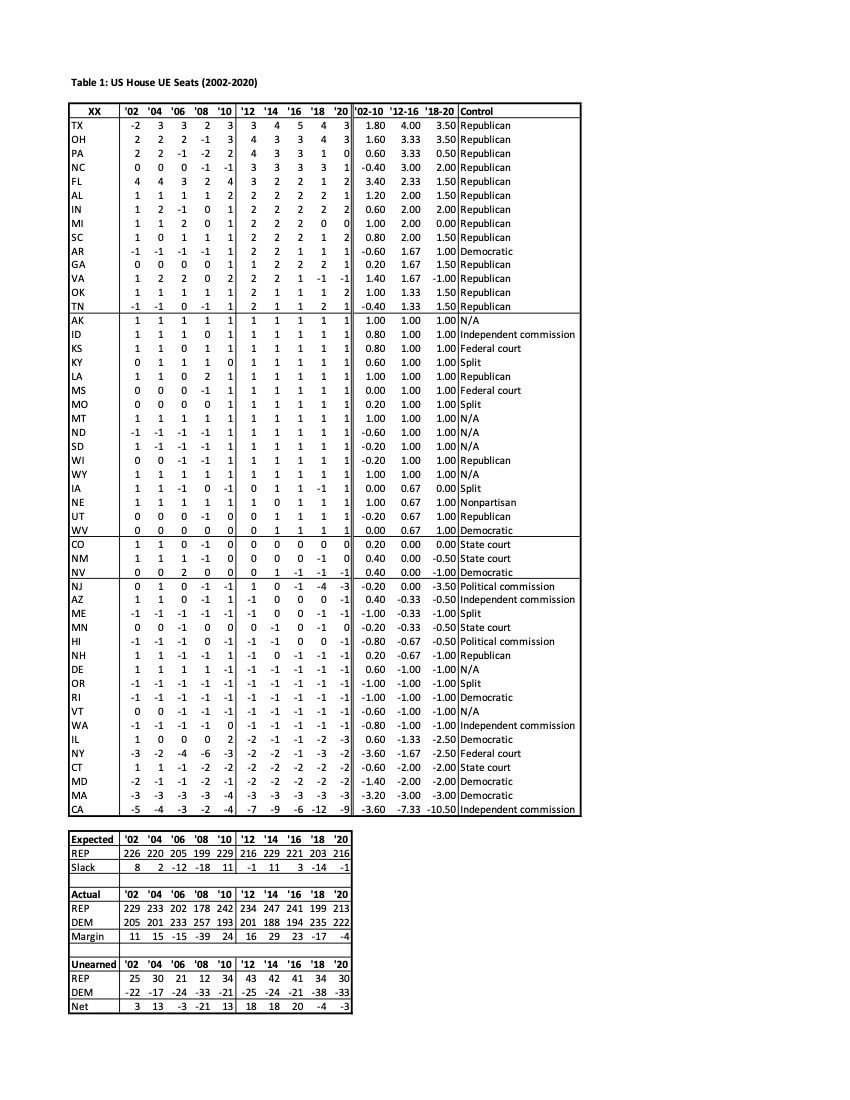 Table 1: US House UE Seats (2002-2020)
XX '02 '04 '06 '08 '10 '12 '14 '16 '18 '20 '02-10 '12-16 '18-20 Control
TX -2 3 3 2 3 3 4 5 4 3 1.80 4.00 3.50 Republican
OH 2 2 2 -1 3 4 3 3 4 3 1.60 3.33 3.50 Republican
PA 2 2 -1 -2 2 4 3 3 1 0 0.60 3.33 0.50 Republican
NC 0 0 0 -1 -1 3 3 3 3 1 -0.40 3.00 2.00 Republican
FL 4 4 3 2 4 3 2 2 1 2 3.40 2.33 1.50 Republican
AL 1 1 1 1 2 2 2 2 2 1 1.20 2.00 1.50 Republican
IN 1 2 -1 0 1 2 2 2 2 2 0.60 2.00 2.00 Republican
MI 1 1 2 0 1 2 2 2 0 0 1.00 2.00 0.00 Republican
SC 1 0 1 1 1 2 2 2 1 2 0.80 2.00 1.50 Republican
AR -1 -1 -1 -1 1 2 2 1 1 1 -0.60 1.67 1.00 Democratic
GA 0 0 0 0 1 1 2 2 2 1 0.20 1.67 1.50 Republican
VA 1 2 2 0 2 2 2 1 -1 -1 1.40 1.67 -1.00 Republican
OK 1 1 1 1 1 2 1 1 1 2 1.00 1.33 1.50 Republican
TN -1 -1 0 -1 1 2 1 1 2 1 -0.40 1.33 1.50 Republican
AK 1 1 1 1 1 1 1 1 1 1 1.00 1.00 1.00 N/A
ID 1 1 1 0 1 1 1 1 1 1 0.80 1.00 1.00 Independent commission
KS 1 1 0 1 1 1 1 1 1 1 0.80 1.00 1.00 Federal court
KY 0 1 1 1 0 1 1 1 1 1 0.60 1.00 1.00 Split
LA 1 1 0 2 1 1 1 1 1 1 1.00 1.00 1.00 Republican
MS 0 0 0 -1 1 1 1 1 1 1 0.00 1.00 1.00 Federal court
MO 0 0 0 0 1 1 1 1 1 1 0.20 1.00 1.00 Split
MT 1 1 1 1 1 1 1 1 1 1 1.00 1.00 1.00 N/A
ND -1 -1 -1 -1 1 1 1 1 1 1 -0.60 1.00 1.00 N/A
SD 1 -1 -1 -1 1 1 1 1 1 1 -0.20 1.00 1.00 N/A
WI 0 0 -1 -1 1 1 1 1 1 1 -0.20 1.00 1.00 Republican
WY 1 1 1 1 1 1 1 1 1 1 1.00 1.00 1.00 N/A
IA 1 1 -1 0 -1 0 1 1 -1 1 0.00 0.67 0.00 Split
NE 1 1 1 1 1 1 0 1 1 1 1.00 0.67 1.00 Nonpartisan
UT 0 0 0 -1 0 0 1 1 1 1 -0.20 0.67 1.00 Republican
WV 0 0 0 0 0 0 1 1 1 1 0.00 0.67 1.00 Democratic
CO 1 1 0 -1 0 0 0 0 0 0 0.20 0.00 0.00 State court
NM 1 1 1 -1 0 0 0 0 -1 0 0.40 0.00 -0.50 State court
NV 0 0 2 0 0 0 1 -1 -1 -1 0.40 0.00 -1.00 Democratic
NJ 0 1 0 -1 -1 1 0 -1 -4 -3 -0.20 0.00 -3.50 Political commission
AZ 1 1 0 -1 1 -1 0 0 0 -1 0.40 -0.33 -0.50 Independent commission
ME -1 -1 -1 -1 -1 -1 0 0 -1 -1 -1.00 -0.33 -1.00 Split
MN 0 0 -1 0 0 0 -1 0 -1 0 -0.20 -0.33 -0.50 State court
HI -1 -1 -1 0 -1 -1 -1 0 0 -1 -0.80 -0.67 -0.50 Political commission
NH 1 1 -1 -1 1 -1 0 -1 -1 -1 0.20 -0.67 -1.00 Republican
DE 1 1 1 1 -1 -1 -1 -1 -1 -1 0.60 -1.00 -1.00 N/A
OR -1 -1 -1 -1 -1 -1 -1 -1 -1 -1 -1.00 -1.00 -1.00 Split
RI -1 -1 -1 -1 -1 -1 -1 -1 -1 -1 -1.00 -1.00 -1.00 Democratic
VT 0 0 -1 -1 -1 -1 -1 -1 -1 -1 -0.60 -1.00 -1.00 N/A
WA -1 -1 -1 -1 0 -1 -1 -1 -1 -1 -0.80 -1.00 -1.00 Independent commission
IL 1 0 0 0 2 -2 -1 -1 -2 -3 0.60 -1.33 -2.50 Democratic
NY -3 -2 -4 -6 -3 -2 -2 -1 -3 -2 -3.60 -1.67 -2.50 Federal court
CT 1 1 -1 -2 -2 -2 -2 -2 -2 -2 -0.60 -2.00 -2.00 State court
MD -2 -1 -1 -2 -1 -2 -2 -2 -2 -2 -1.40 -2.00 -2.00 Democratic
MA -3 -3 -3 -3 -4 -3 -3 -3 -3 -3 -3.20 -3.00 -3.00 Democratic
CA -5 -4 -3 -2 -4 -7 -9 -6 -12 -9 -3.60 -7.33 -10.50 Independent commission
Expected '02 '04 '06 '08 '10 '12 '14 '16 '18 '20
REP 226 220 205 199 229 216 229 221 203 216
Slack 8 2 -12 -18 11 -1 11 3 -14 -1
Actual '02 '04 '06 '08 '10 '12 '14 '16 '18 '20
REP 229 233 202 178 242 234 247 241 199 213
DEM 205 201 233 257 193 201 188 194 235 222
Margin 11 15 -15 -39 24 16 29 23 -17 -4
Unearned '02 '04 '06 '08 '10 '12 '14 '16 '18 '20
REP 25 30 21 12 34 43 42 41 34 30
DEM -22 -17 -24 -33 -21 -25 -24 -21 -38 -33
Net 3 13 -3 -21 13 18 18 20 -4 -3